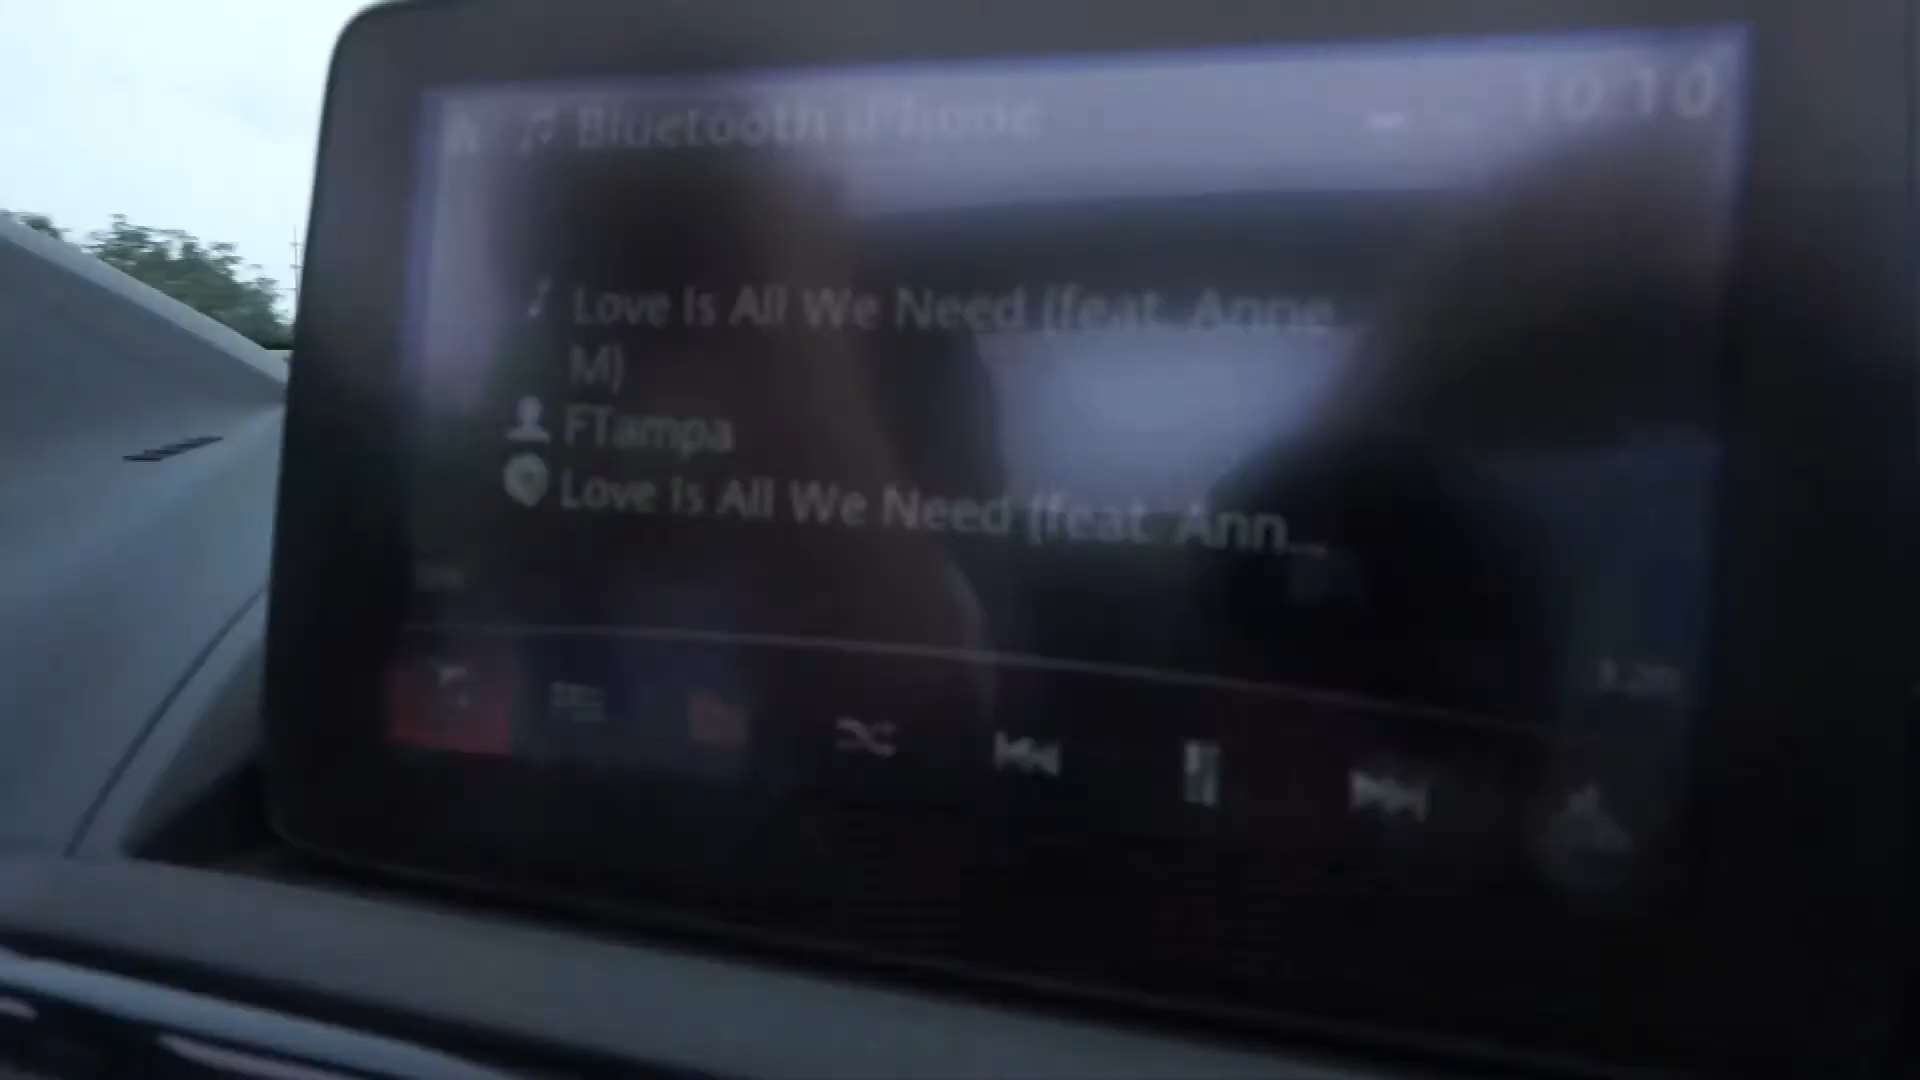 Bluetooth iPhone
10:10
Love Is All We Need (feat. Anne
M)
FTampa
Love Is All We Need (feat. Ann...